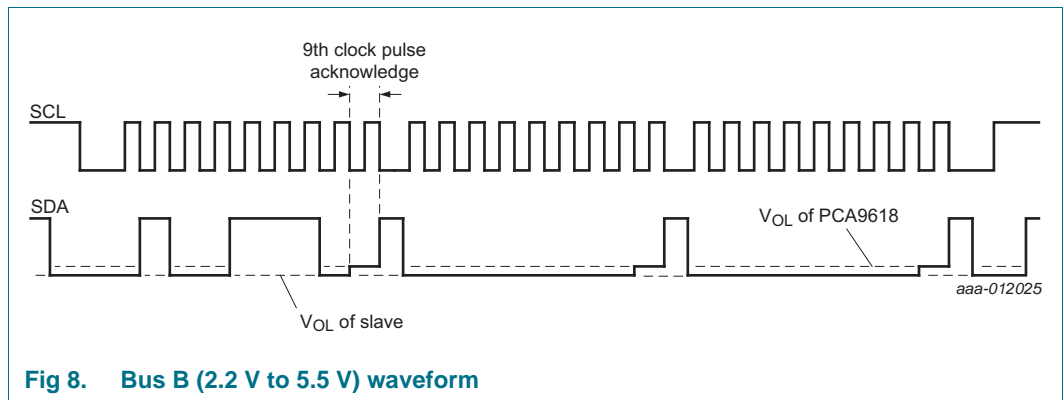 9th clock pulse
acknowledge
SCL
SDA
VOL of PCA9618
aaa-012025
VOL of slave
Fig 8. Bus B (2.2 V to 5.5 V) waveform